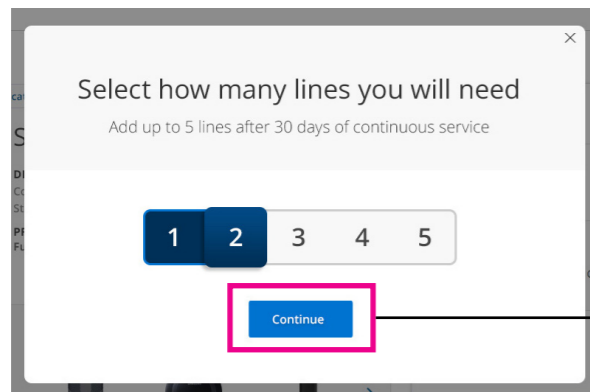 Select how many lines you will need
Add up to 5 lines after 30 days of continuous service
1 2 3 4 5
Continue